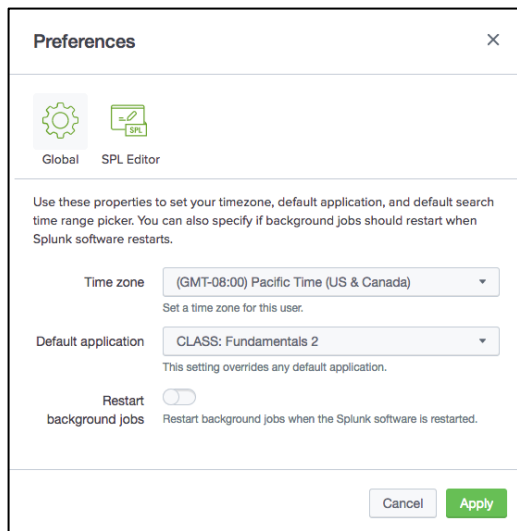 Preferences
SPL
Global SPL Editor
Use these properties to set your timezone, default application, and default search
time range picker. You can also specify if background jobs should restart when
Splunk software restarts.
Time zone (GMT-08:00) Pacific Time (US & Canada)
Set a time zone for this user.
Default application CLASS: Fundamentals 2
This setting overrides any default application.
Restart
background jobs Restart background jobs when the Splunk software is restarted.
Cancel Apply